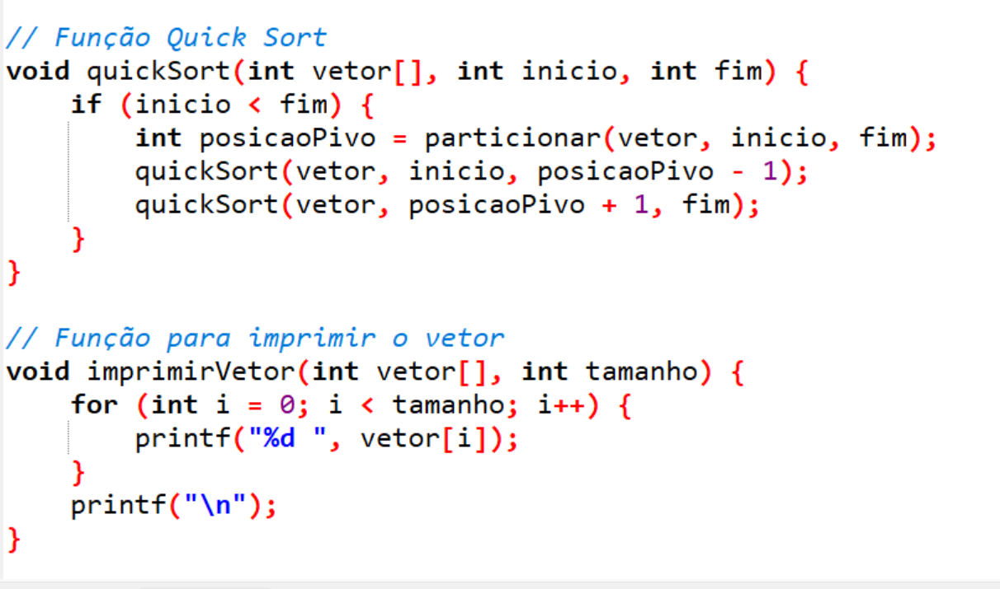 // Função Quick Sort
void quickSort(int vetor[], int inicio, int fim) {
    if (inicio < fim) {
        int posicaoPivo = particionar(vetor, inicio, fim);
        quickSort(vetor, inicio, posicaoPivo - 1);
        quickSort(vetor, posicaoPivo + 1, fim);
    }
}

// Função para imprimir o vetor
void imprimirVetor(int vetor[], int tamanho) {
    for (int i = 0; i < tamanho; i++) {
        printf("%d ", vetor[i]);
    }
    printf("\n");
}